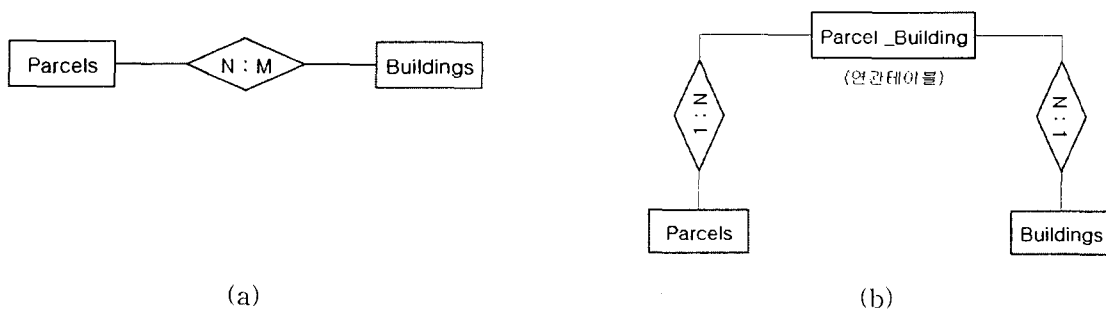 Parcels
N : M
Buildings
(a)
Parcel _Building
(연관테이블)
1 : N
N : 1
Parcels
Buildings
(b)